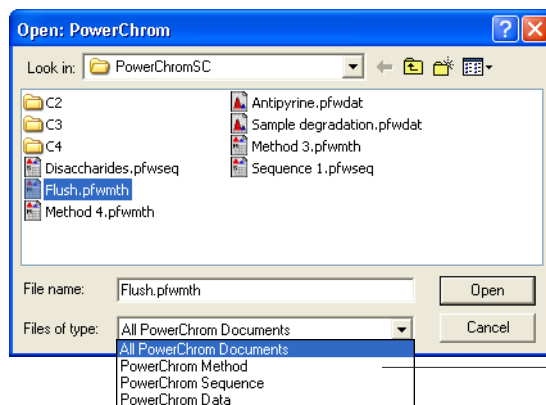 Open: PowerChrom
Look in: PowerChromSC
C2
C3
C4
Disaccharides.pfwseq
Flush.pfwmth
Method 4.pfwmth
Antipyrine.pfwdat
Sample degradation.pfwdat
Method 3.pfwmth
Sequence 1.pfwseq
File name: Flush.pfwmth Open
Files of type: All PowerChrom Documents Cancel
All PowerChrom Documents
PowerChrom Method
PowerChrom Sequence
PowerChrom Data